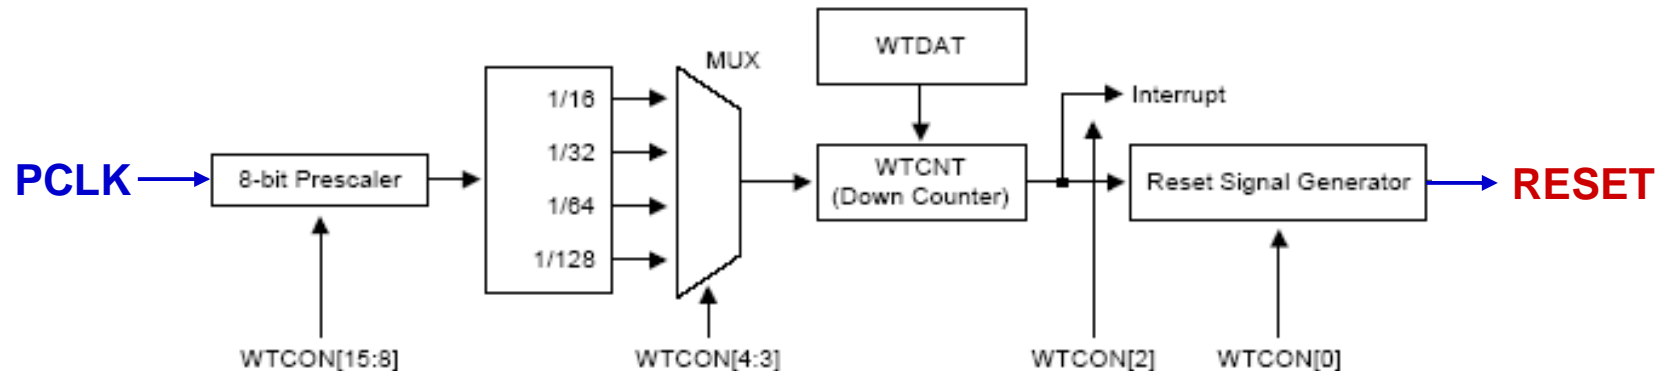 PCLK
8-bit Prescaler
1/16
1/32
1/64
1/128
MUX
WTDAT
WTCNT
(Down Counter)
Interrupt
Reset Signal Generator
RESET
WTCON[15:8]
WTCON[4:3]
WTCON[2]
WTCON[0]